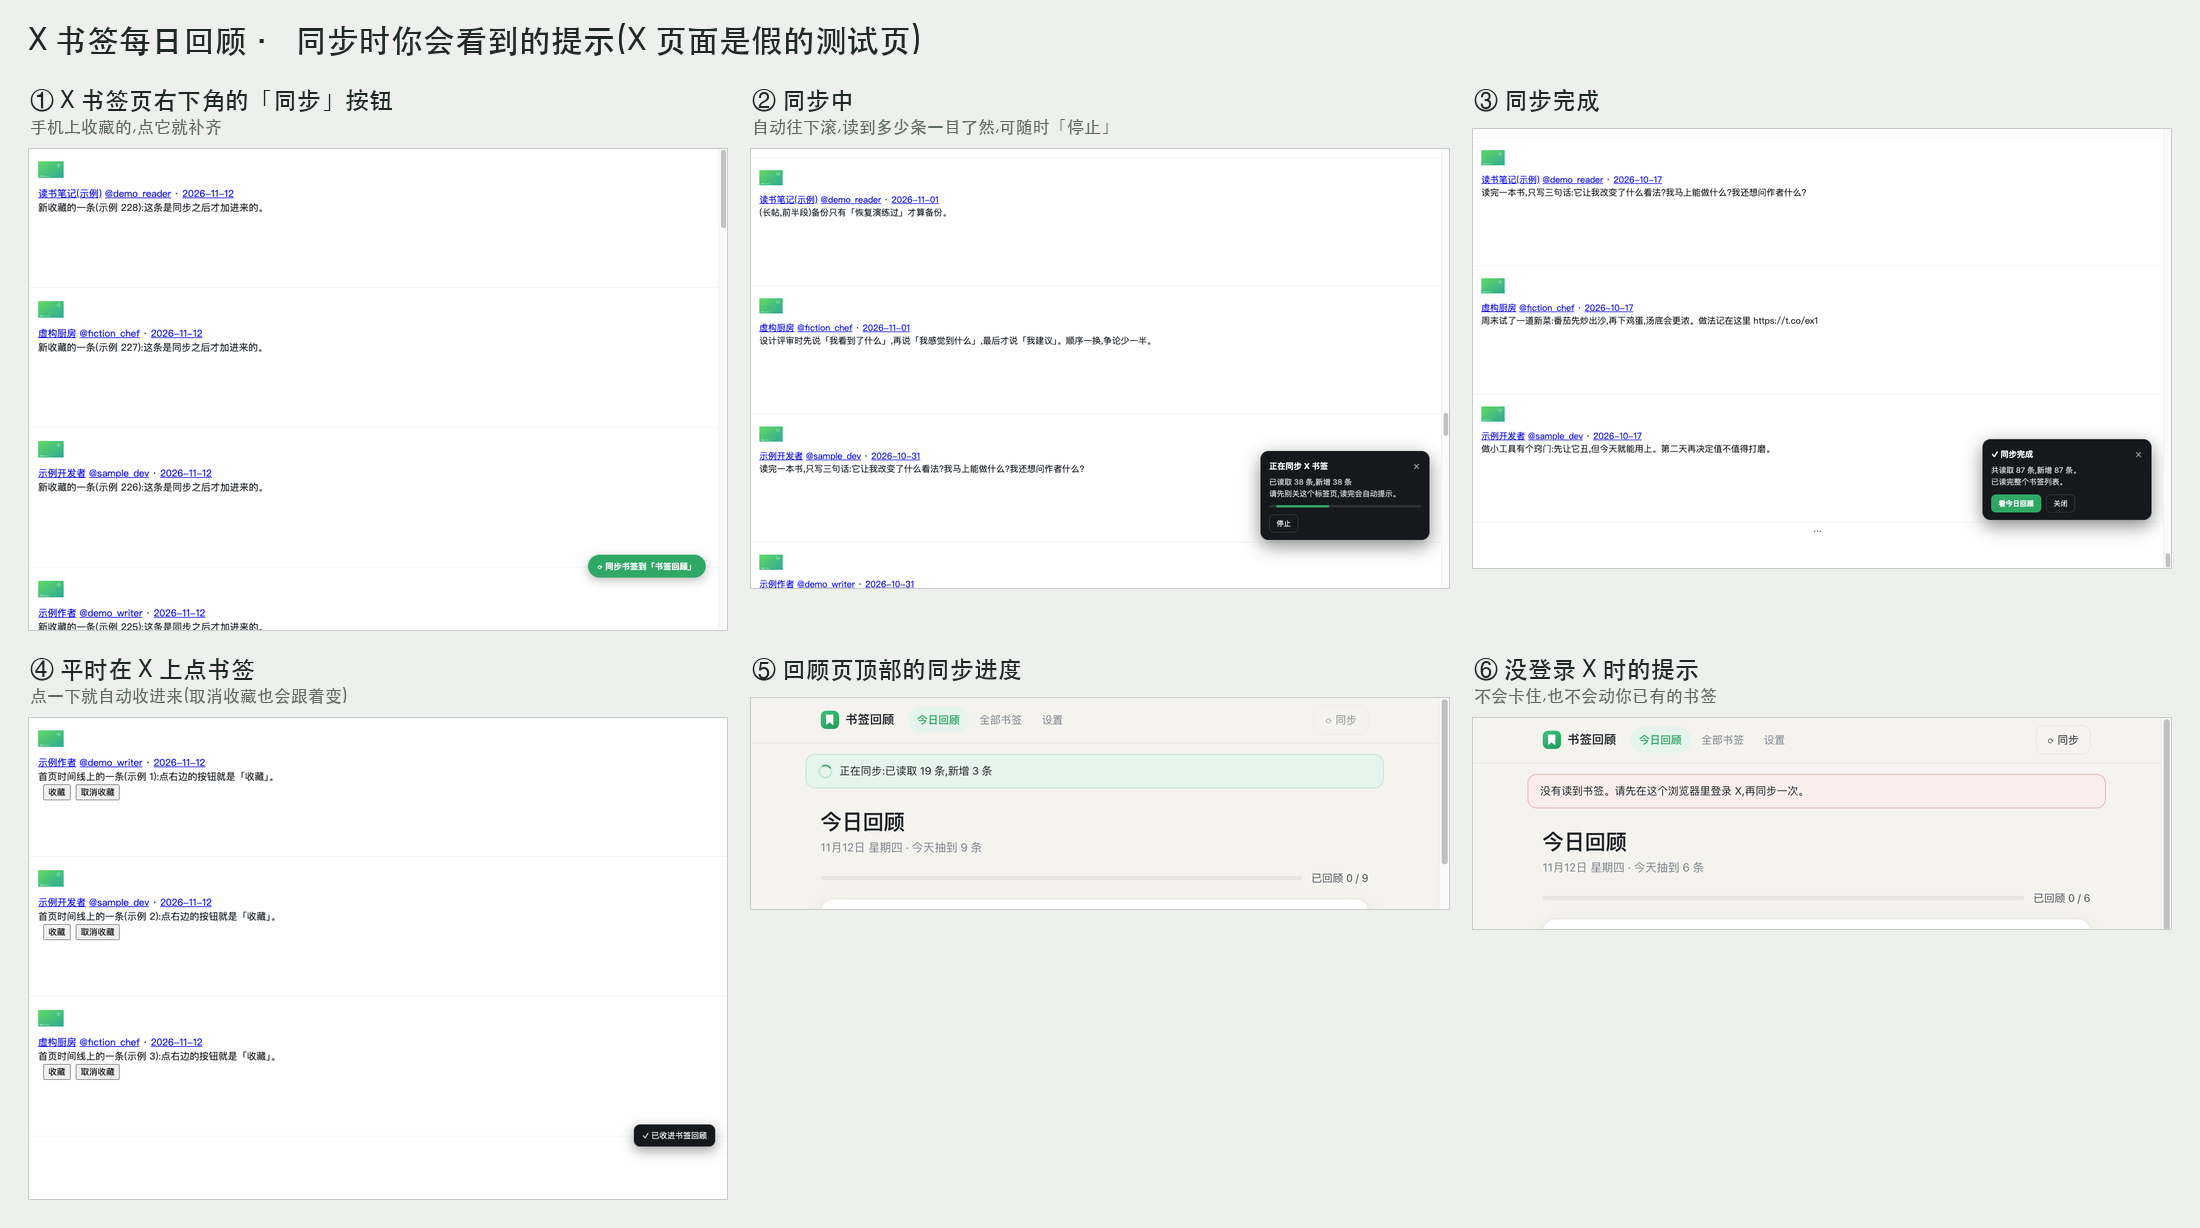 X 书签每日回顾 · 同步时你会看到的提示(X 页面是假的测试页)
① X 书签页右下角的「同步」按钮
手机上收藏的,点它就补齐
读书笔记(示例) @demo_reader · 2026-11-12
新收藏的一条(示例 228):这条是同步之后才加进来的。
虚构厨房 @fiction_chef · 2026-11-12
新收藏的一条(示例 227):这条是同步之后才加进来的。
示例开发者 @sample_dev · 2026-11-12
新收藏的一条(示例 226):这条是同步之后才加进来的。
⟳ 同步书签到「书签回顾」
示例作者 @demo_writer · 2026-11-12
新收藏的一条(示例 225):这条是同步之后才加进来的。
② 同步中
自动往下滚,读到多少条一目了然,可随时「停止」
读书笔记(示例) @demo_reader · 2026-11-01
(长帖,前半段)备份只有「恢复演练过」才算备份。
虚构厨房 @fiction_chef · 2026-11-01
设计评审时先说「我看到了什么」,再说「我感觉到什么」,最后才说「我建议」。顺序一换,争论少一半。
示例开发者 @sample_dev · 2026-10-31
读完一本书,只写三句话:它让我改变了什么看法?我马上能做什么?我还想问作者什么?
正在同步 X 书签 ×
已读取 38 条,新增 38 条
请先别关这个标签页,读完会自动提示。
停止
示例作者 @demo_writer · 2026-10-31
③ 同步完成
读书笔记(示例) @demo_reader · 2026-10-17
读完一本书,只写三句话:它让我改变了什么看法?我马上能做什么?我还想问作者什么?
虚构厨房 @fiction_chef · 2026-10-17
周末试了一道新菜:番茄先炒出沙,再下鸡蛋,汤底会更浓。做法记在这里 https://t.co/ex1
示例开发者 @sample_dev · 2026-10-17
做小工具有个窍门:先让它丑,但今天就能用上。第二天再决定值不值得打磨。
✓ 同步完成 ×
共读取 87 条,新增 87 条。
已读完整个书签列表。
看今日回顾 关闭
…
④ 平时在 X 上点书签
点一下就自动收进来(取消收藏也会跟着变)
示例作者 @demo_writer · 2026-11-12
首页时间线上的一条(示例 1):点右边的按钮就是「收藏」。
收藏 取消收藏
示例开发者 @sample_dev · 2026-11-12
首页时间线上的一条(示例 2):点右边的按钮就是「收藏」。
收藏 取消收藏
虚构厨房 @fiction_chef · 2026-11-12
首页时间线上的一条(示例 3):点右边的按钮就是「收藏」。
收藏 取消收藏
✓ 已收进书签回顾
⑤ 回顾页顶部的同步进度
书签回顾 今日回顾 全部书签 设置 ⟳ 同步
正在同步:已读取 19 条,新增 3 条
今日回顾
11月12日 星期四 · 今天抽到 9 条
已回顾 0 / 9
⑥ 没登录 X 时的提示
不会卡住,也不会动你已有的书签
书签回顾 今日回顾 全部书签 设置 ⟳ 同步
没有读到书签。请先在这个浏览器里登录 X,再同步一次。
今日回顾
11月12日 星期四 · 今天抽到 6 条
已回顾 0 / 6